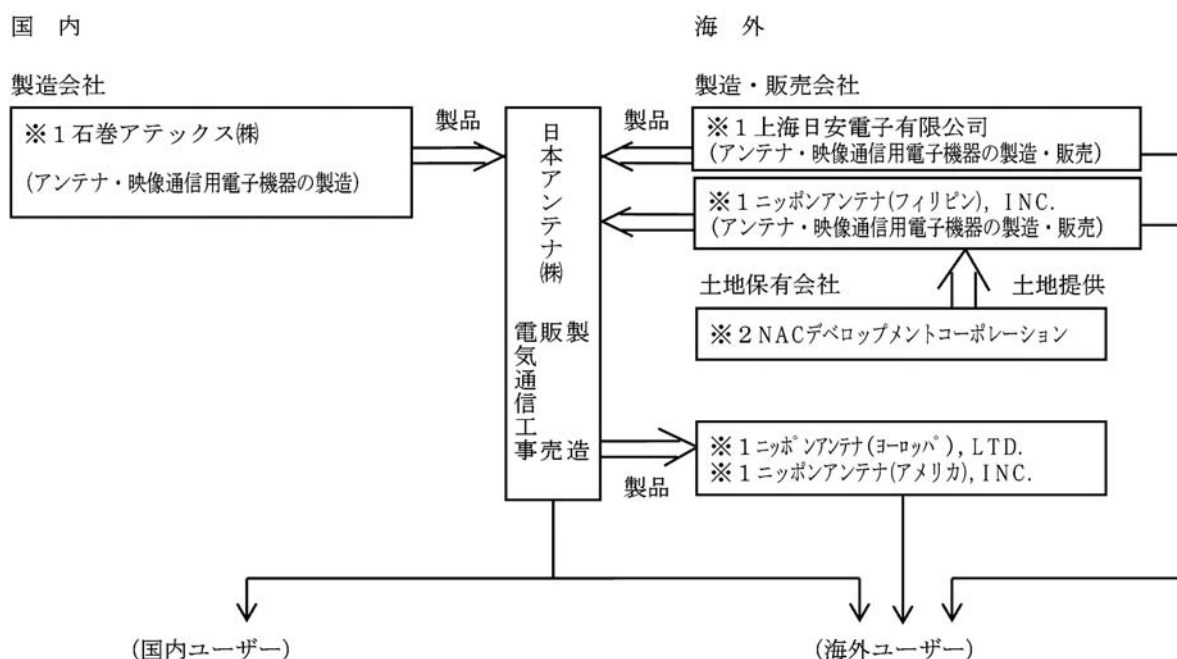 国 内
製造会社
※1石巻アテックス㈱
(アンテナ・映像通信用電子機器の製造)
製品
日本アンテナ㈱
製造
販売
電気通信工事
海 外
製造・販売会社
製品
※1上海日安電子有限公司
(アンテナ・映像通信用電子機器の製造・販売)
※1ニッポンアンテナ(フィリピン), INC.
(アンテナ・映像通信用電子機器の製造・販売)
土地保有会社
土地提供
※2NACデベロップメントコーポレーション
製品
※1ニッポンアンテナ(ヨーロッパ), LTD.
※1ニッポンアンテナ(アメリカ), INC.
(国内ユーザー)
(海外ユーザー)